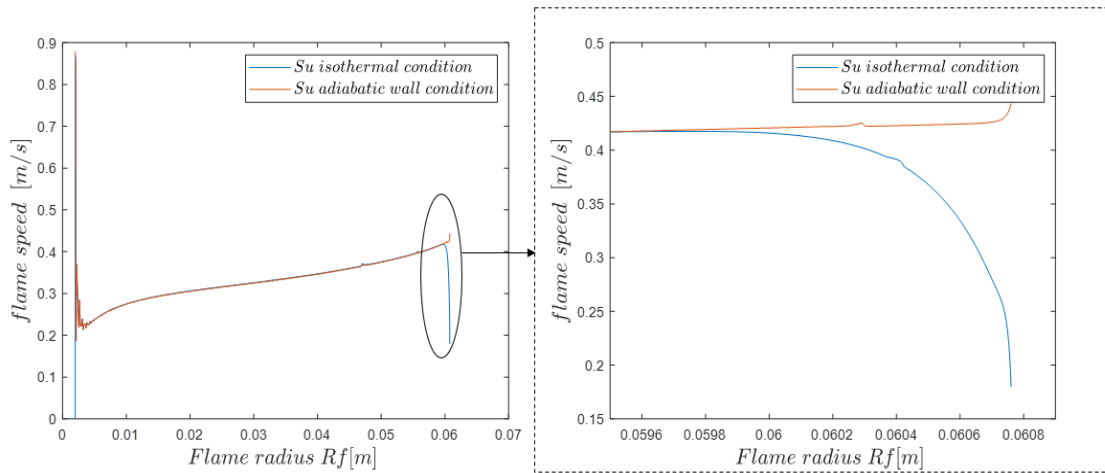 0.9
0.8
0.7
0.6
0.5
0.4
0.3
0.2
0.1
0
0 0.01 0.02 0.03 0.04 0.05 0.06 0.07
flame speed [m/s]
Flame radius Rf[m]
Su isothermal condition
Su adiabatic wall condition
0.5
0.45
0.4
0.35
0.3
0.25
0.2
0.15
0.0596 0.0598 0.06 0.0602 0.0604 0.0606 0.0608
flame speed [m/s]
Flame radius Rf[m]
Su isothermal condition
Su adiabatic wall condition